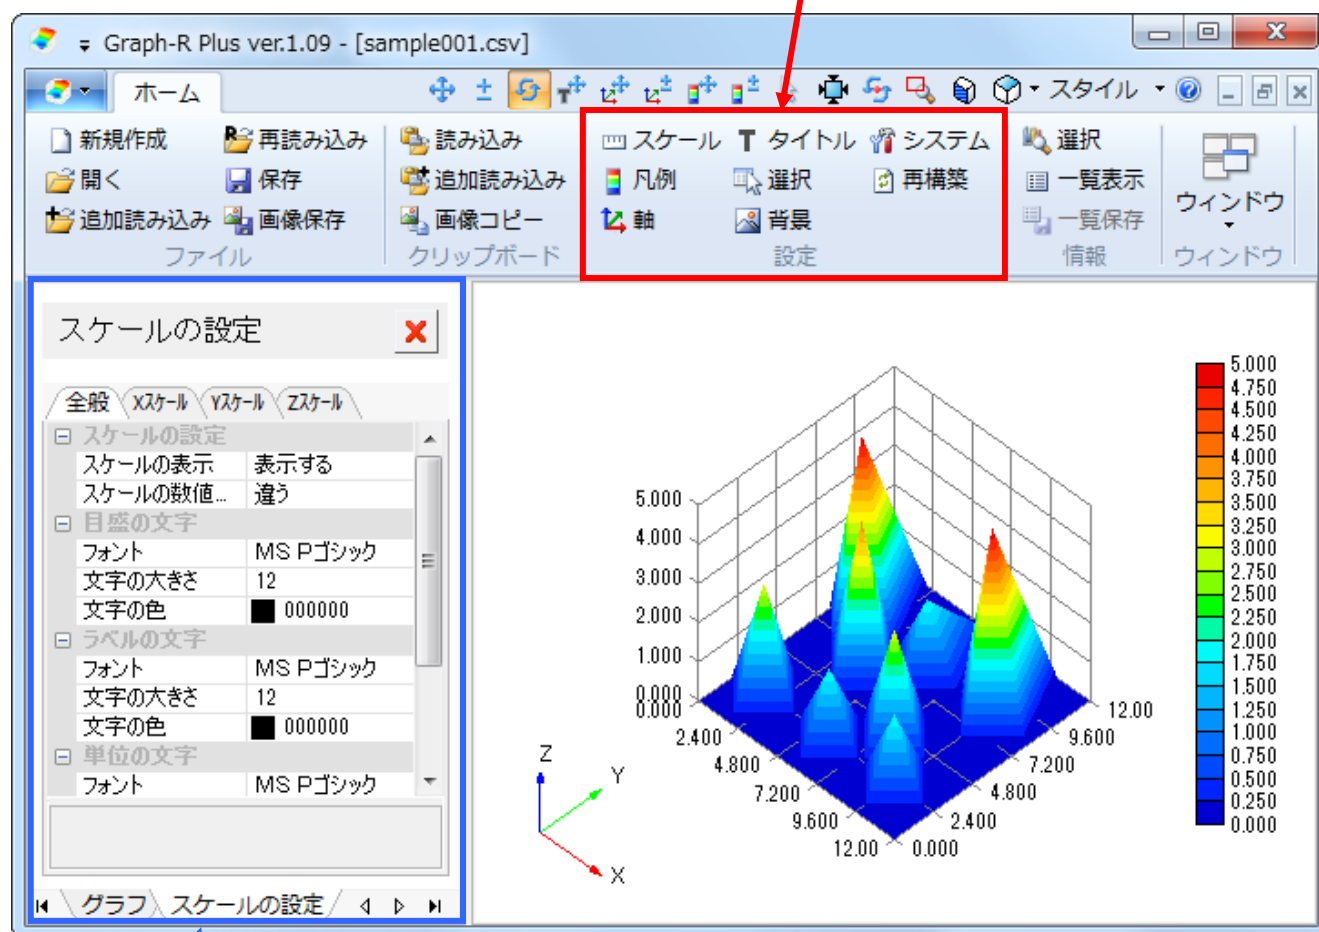 Graph-R Plus ver.1.09 - [sample001.csv]
ホーム
スタイル
新規作成 再読み込み 読み込み スケール タイトル システム 選択
開く 保存 追加読み込み 凡例 選択 再構築 一覧表示
追加読み込み 画像保存 画像コピー 軸 背景 一覧保存 ウィンドウ
ファイル クリップボード 設定 情報 ウィンドウ
スケールの設定
全般 Xスケール Yスケール Zスケール
スケールの設定
スケールの表示 表示する
スケールの数値... 違う
目盛の文字
フォント MS Pゴシック
文字の大きさ 12
文字の色 000000
ラベルの文字
フォント MS Pゴシック
文字の大きさ 12
文字の色 000000
単位の文字
フォント MS Pゴシック
グラフ スケールの設定
5.000
4.000
3.000
2.000
1.000
0.000
0.000
2.400
4.800
7.200
9.600
12.00
0.000
2.400
4.800
7.200
9.600
12.00
Z
Y
X
5.000
4.750
4.500
4.250
4.000
3.750
3.500
3.250
3.000
2.750
2.500
2.250
2.000
1.750
1.500
1.250
1.000
0.750
0.500
0.250
0.000